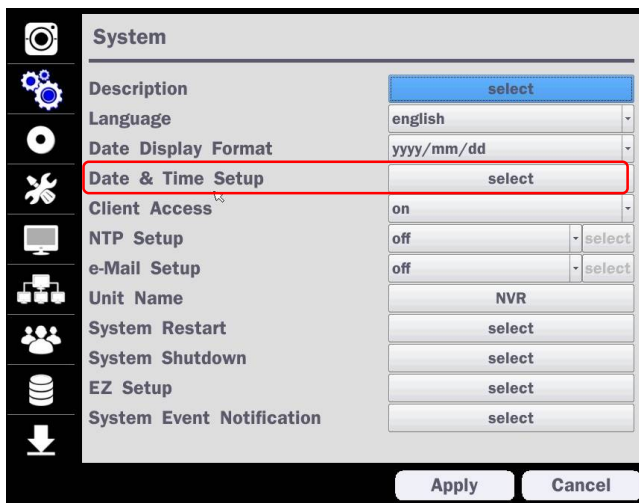 System
Description select
Language english
Date Display Format yyyy/mm/dd
Date & Time Setup select
Client Access on
NTP Setup off select
e-Mail Setup off select
Unit Name NVR
System Restart select
System Shutdown select
EZ Setup select
System Event Notification select
Apply Cancel